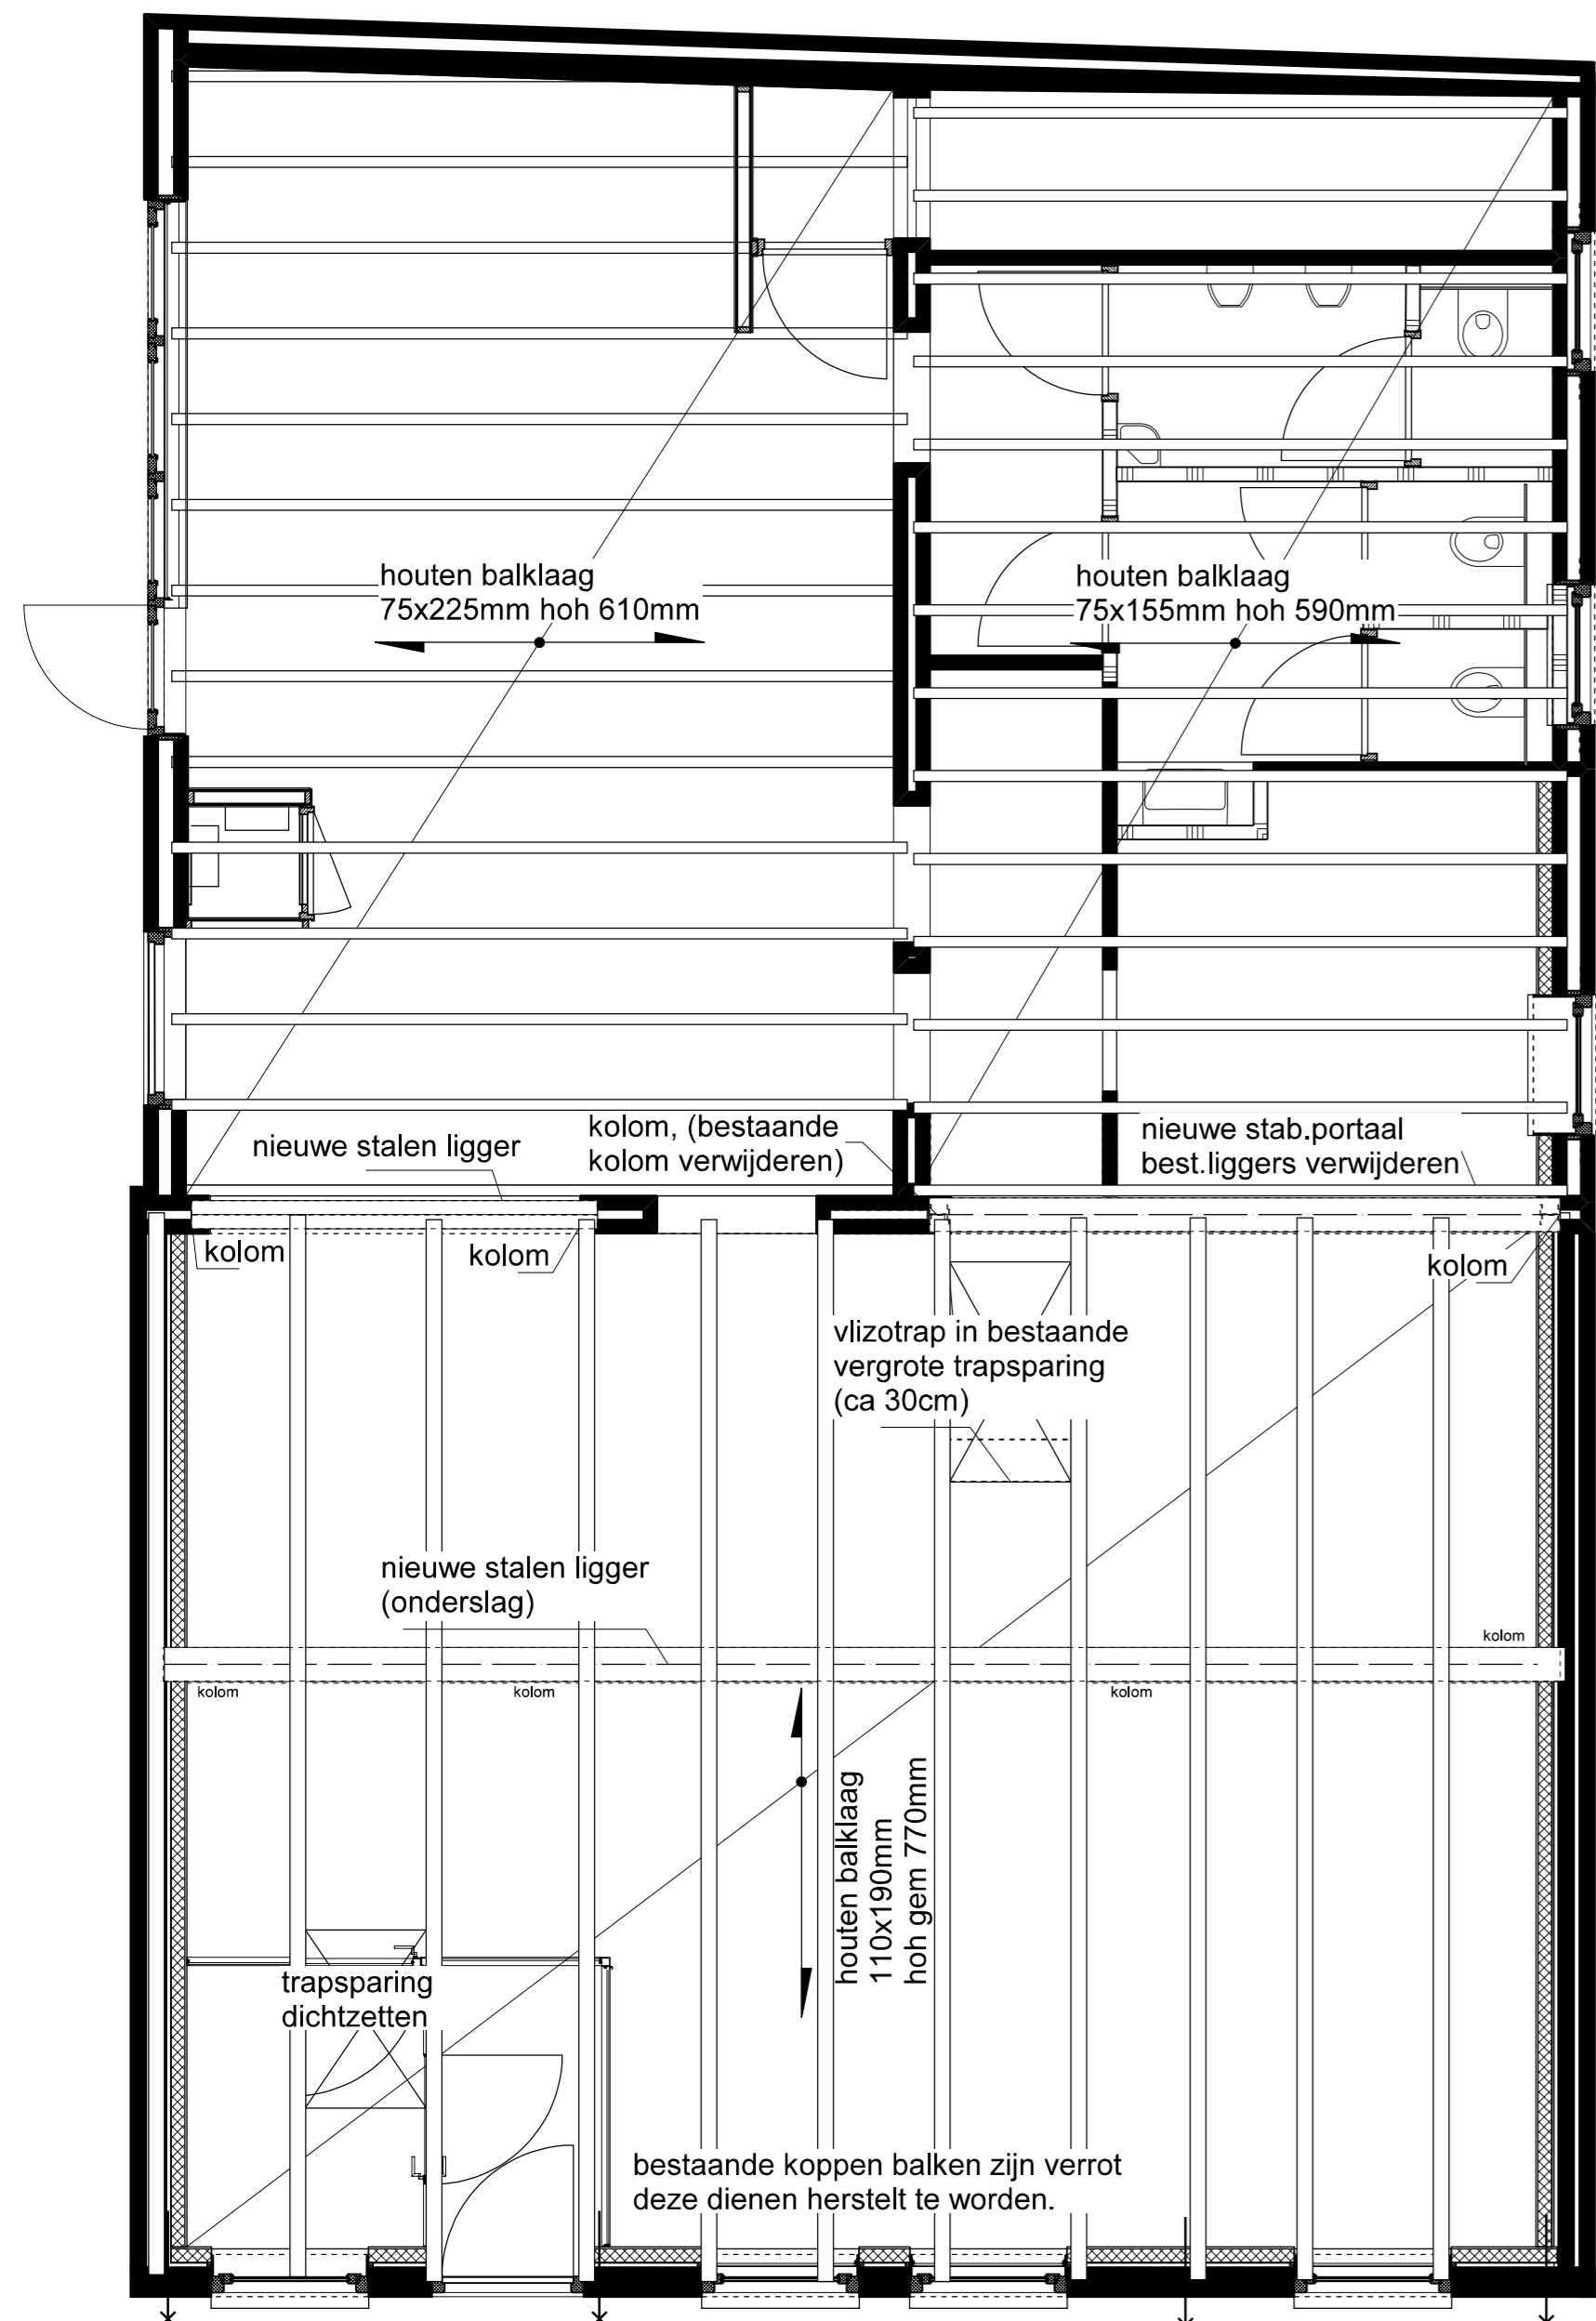 houten balklaag
75x225mm hoh 610mm
houten balklaag
75x155mm hoh 590mm
nieuwe stalen ligger
kolom, (bestaande
kolom verwijderen)
nieuwe stab.portaal
best.liggers verwijderen
kolom
kolom
kolom
vlizotrap in bestaande
vergrote trapsparing
(ca 30cm)
nieuwe stalen ligger
(onderslag)
kolom
kolom
kolom
kolom
houten balklaag
110x190mm
hoh gem 770mm
trapsparing
dichtzetten
bestaande koppen balken zijn verrot
deze dienen herstelt te worden.